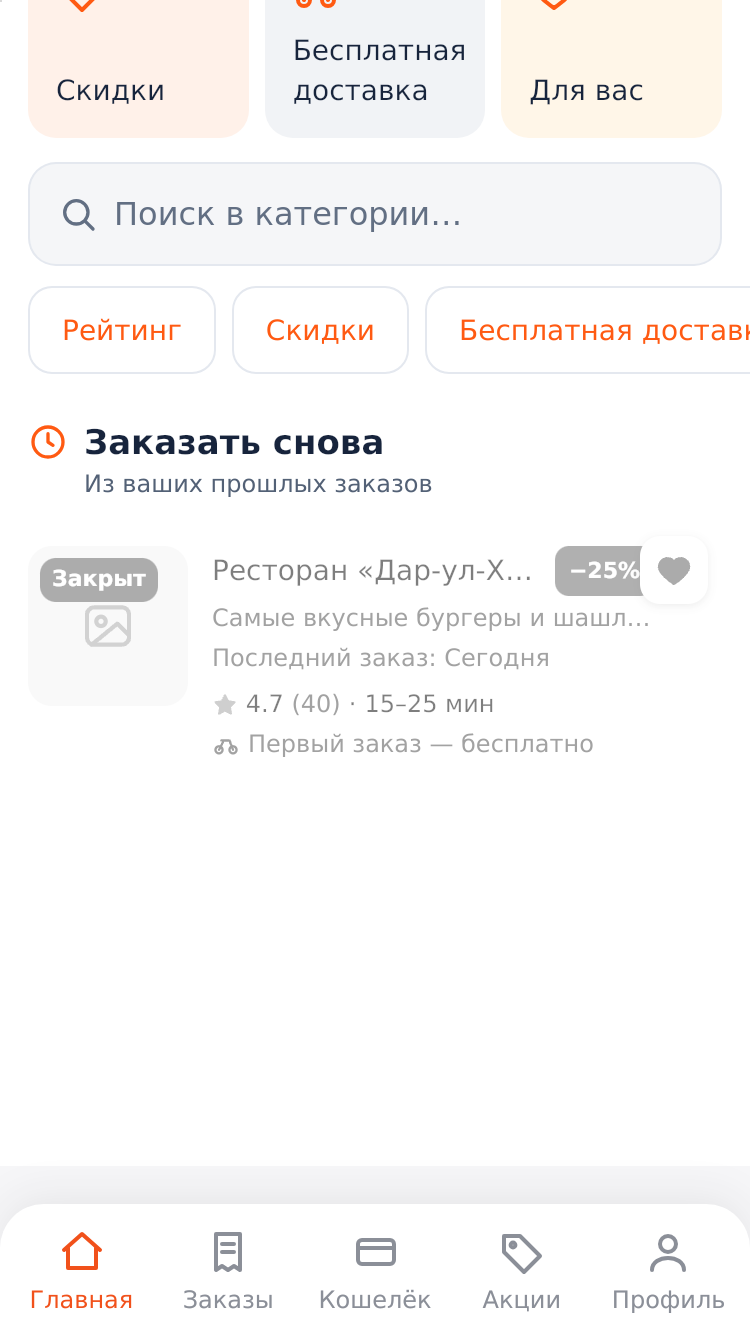 Скидки
Бесплатная
доставка
Для вас
Поиск в категории...
Рейтинг
Скидки
Бесплатная достав
Заказать снова
Из ваших прошлых заказов
Закрыт
Ресторан «Дар-ул-Х...
−25%
Самые вкусные бургеры и шашл...
Последний заказ: Сегодня
4.7 (40) · 15–25 мин
Первый заказ — бесплатно
Главная
Заказы
Кошелёк
Акции
Профиль